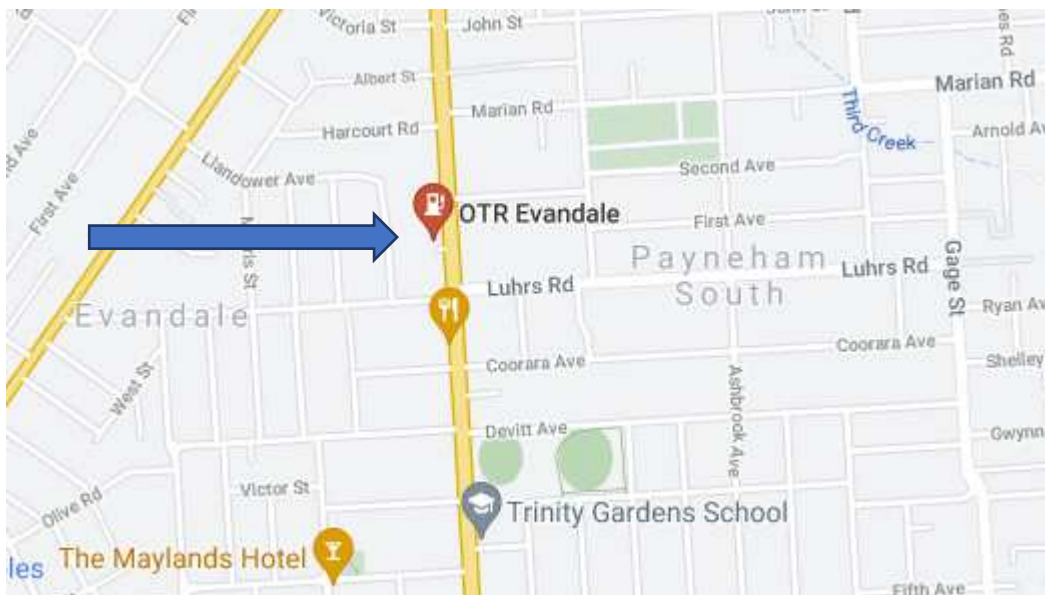 Victoria St
John St
Albert St
Marian Rd
Marian Rd
Harcourt Rd
Third Creek
Arnold Av
Second Ave
Llandower Ave
First Ave
OTR Evandale
First Ave
Payneham
South
Luhrs Rd
Luhrs Rd
Gage St
Evandale
Ryan Av
Coorara Ave
Coorara Ave
Shelley
West St
Ashbrook Ave
Devitt Ave
Gwynn
Victor St
Olive Rd
Trinity Gardens School
The Maylands Hotel
les
Fifth Ave